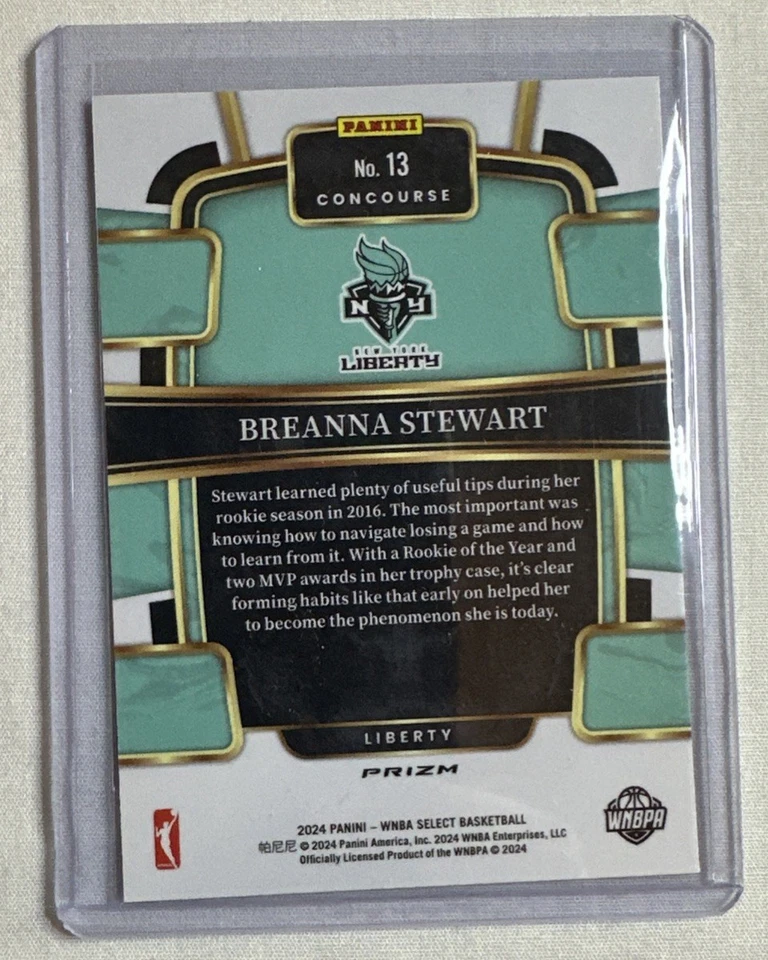 PANINI
No. 13
CONCOURSE
N Y
NEW YORK
LIBERTY
BREANNA STEWART
Stewart learned plenty of useful tips during her
rookie season in 2016. The most important was
knowing how to navigate losing a game and how
to learn from it. With a Rookie of the Year and
two MVP awards in her trophy case, it's clear
forming habits like that early on helped her
to become the phenomenon she is today.
LIBERTY
PRIZM
WNBPA
2024 PANINI – WNBA SELECT BASKETBALL
帕尼尼 © 2024 Panini America, Inc. 2024 WNBA Enterprises, LLC
Officially Licensed Product of the WNBPA © 2024